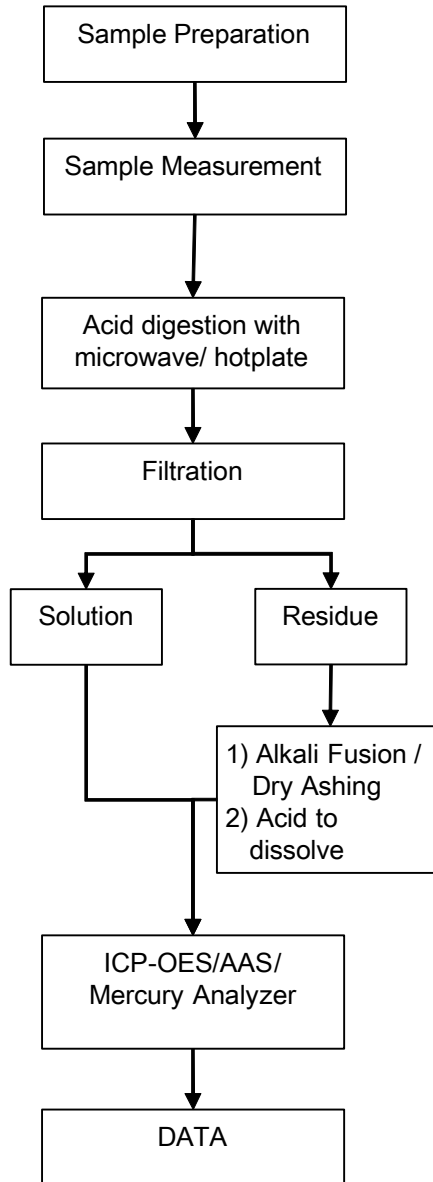 Sample Preparation
Sample Measurement
Acid digestion with
microwave/ hotplate
Filtration
Solution
Residue
1) Alkali Fusion /
Dry Ashing
2) Acid to
dissolve
ICP-OES/AAS/
Mercury Analyzer
DATA